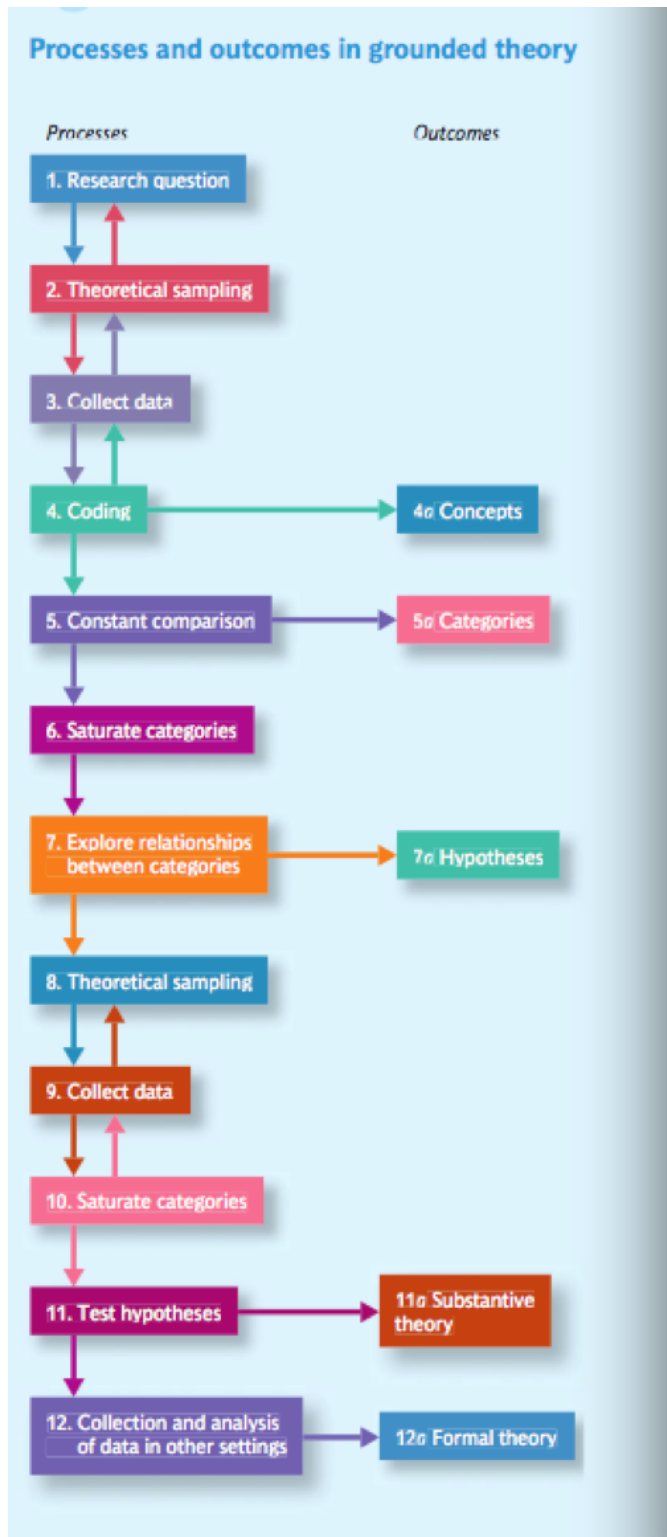 Processes and outcomes in grounded theory
Processes
Outcomes
1. Research question
2. Theoretical sampling
3. Collect data
4. Coding
4a Concepts
5. Constant comparison
5a Categories
6. Saturate categories
7. Explore relationships
between categories
7a Hypotheses
8. Theoretical sampling
9. Collect data
10. Saturate categories
11. Test hypotheses
11a Substantive
theory
12. Collection and analysis
of data in other settings
12a Formal theory